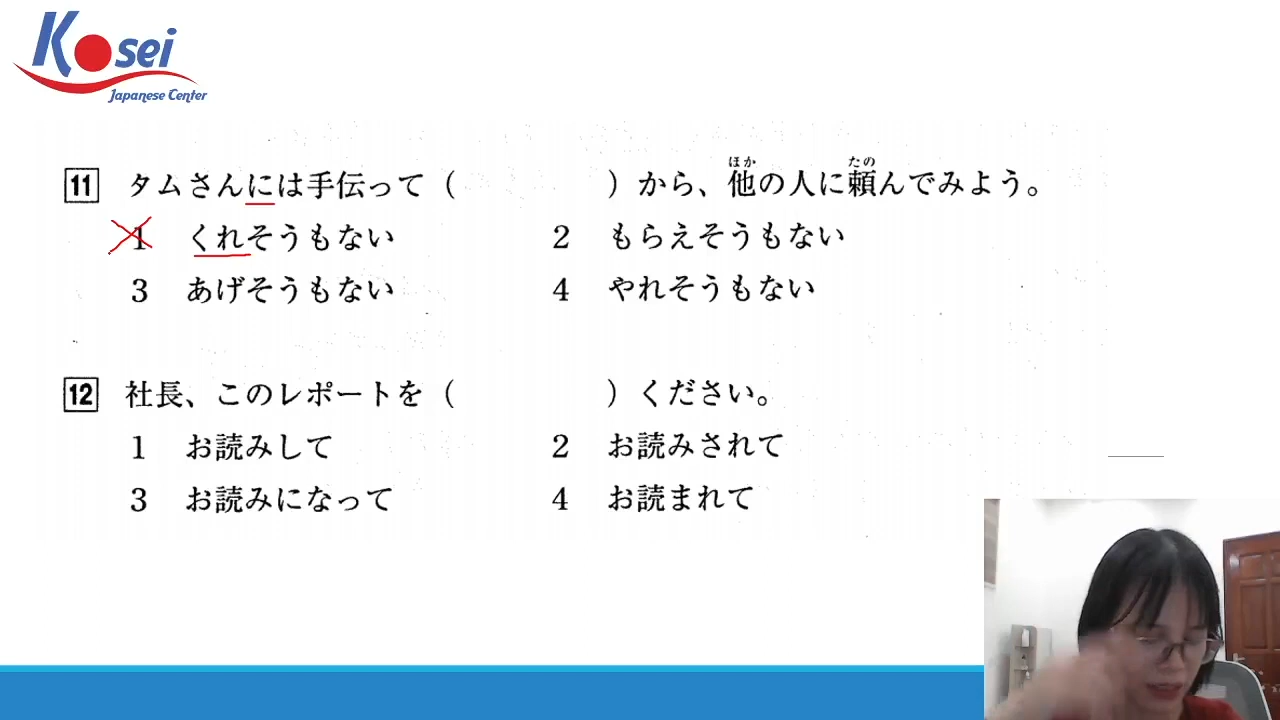 Kosei
Japanese Center
11 タムさんには手伝って（　　　）から、他の人に頼んでみよう。
ほか たの
1 くれそうもない 2 もらえそうもない
3 あげそうもない 4 やれそうもない
12 社長、このレポートを（　　　）ください。
1 お読みして 2 お読みされて
3 お読みになって 4 お読まれて